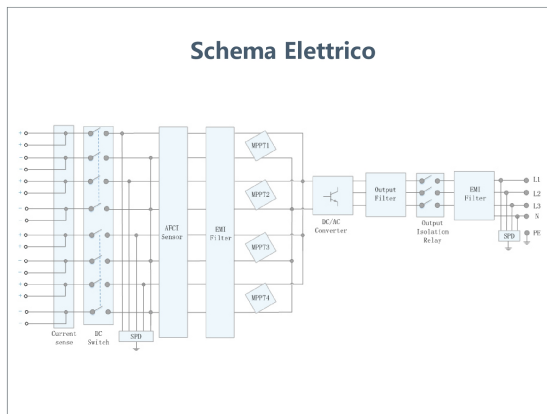 Schema Elettrico
+
+
-
-
+
+
-
-
+
+
-
-
+
+
-
-
Current
sense
DC
Switch
SPD
AFCI
Sensor
EMI
Filter
MPPT1
MPPT2
MPPT3
MPPT4
DC/AC
Converter
Output
Filter
Output
Isolation
Relay
EMI
Filter
SPD
L1
L2
L3
N
PE